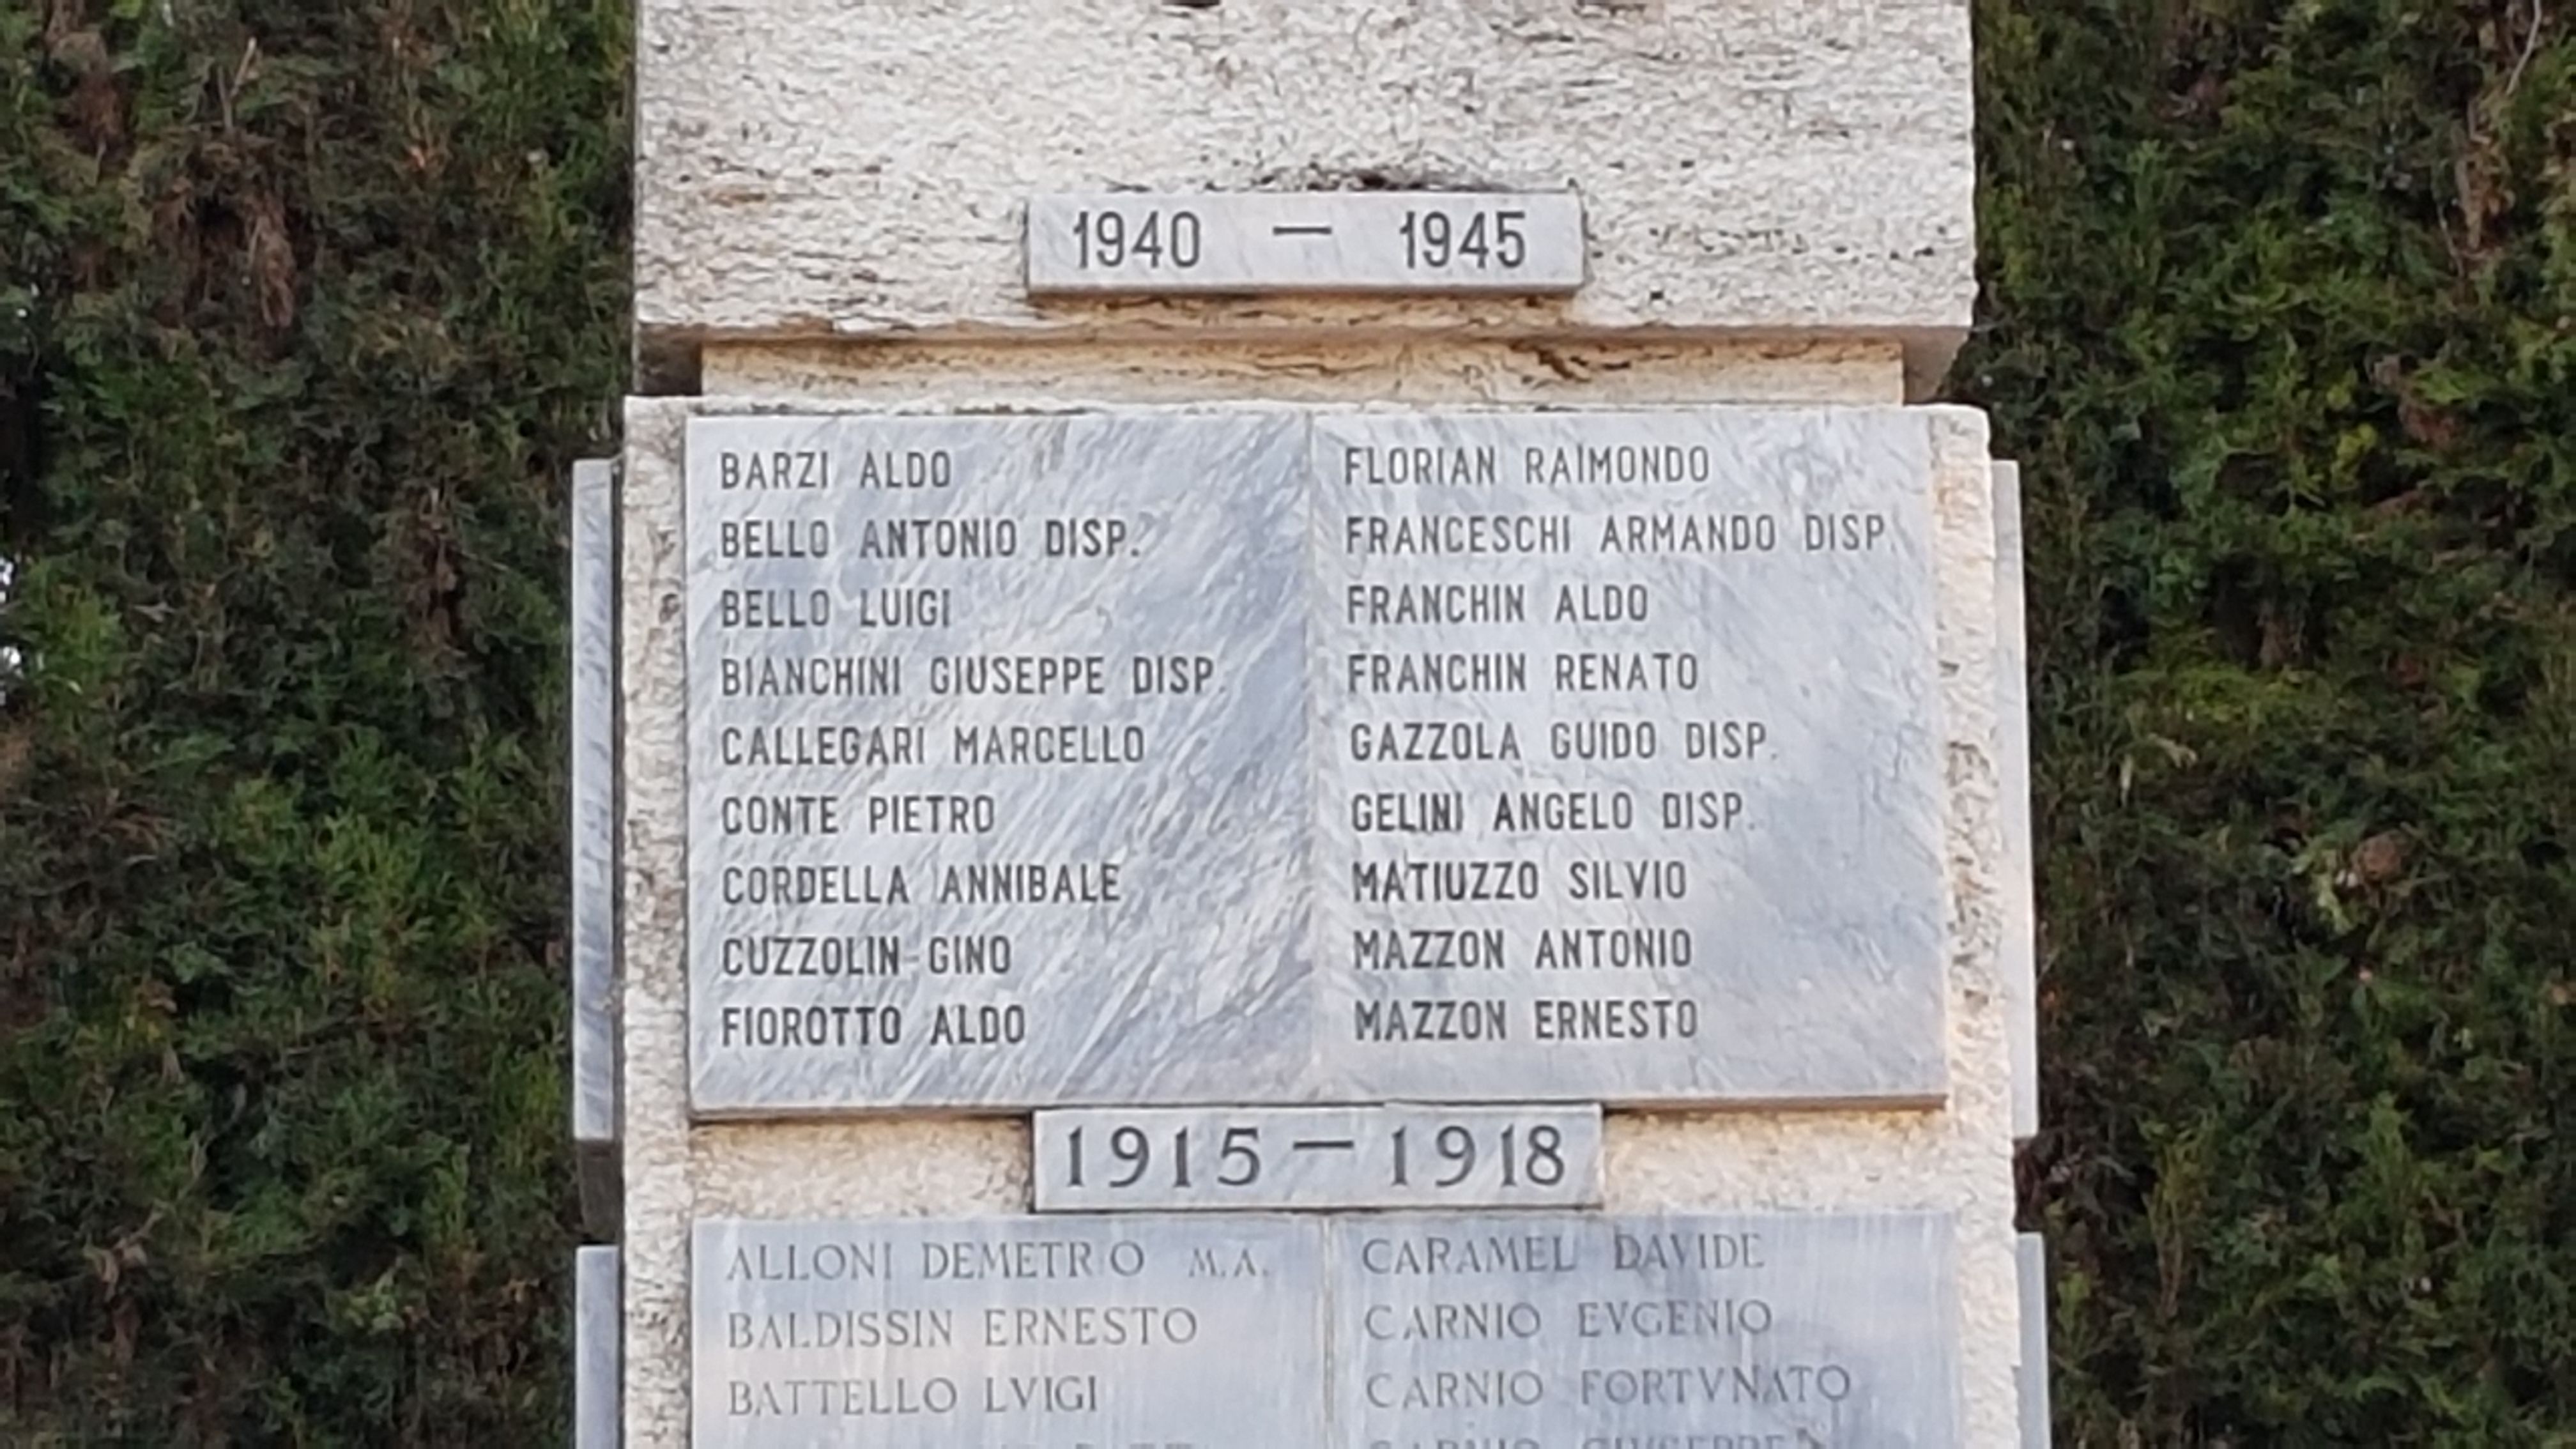 1940 — 1945
BARZI ALDO
BELLO ANTONIO DISP.
BELLO LUIGI
BIANCHINI GIUSEPPE DISP.
CALLEGARI MARCELLO
CONTE PIETRO
CORDELLA ANNIBALE
CUZZOLIN GINO
FIOROTTO ALDO
FLORIAN RAIMONDO
FRANCESCHI ARMANDO DISP.
FRANCHIN ALDO
FRANCHIN RENATO
GAZZOLA GUIDO DISP.
GELINI ANGELO DISP.
MATIUZZO SILVIO
MAZZON ANTONIO
MAZZON ERNESTO
1915 — 1918
ALLONI DEMETRIO M.A.
BALDISSIN ERNESTO
BATTELLO LVIGI
CARAMEL DAVIDE
CARNIO EVGENIO
CARNIO FORTVNATO